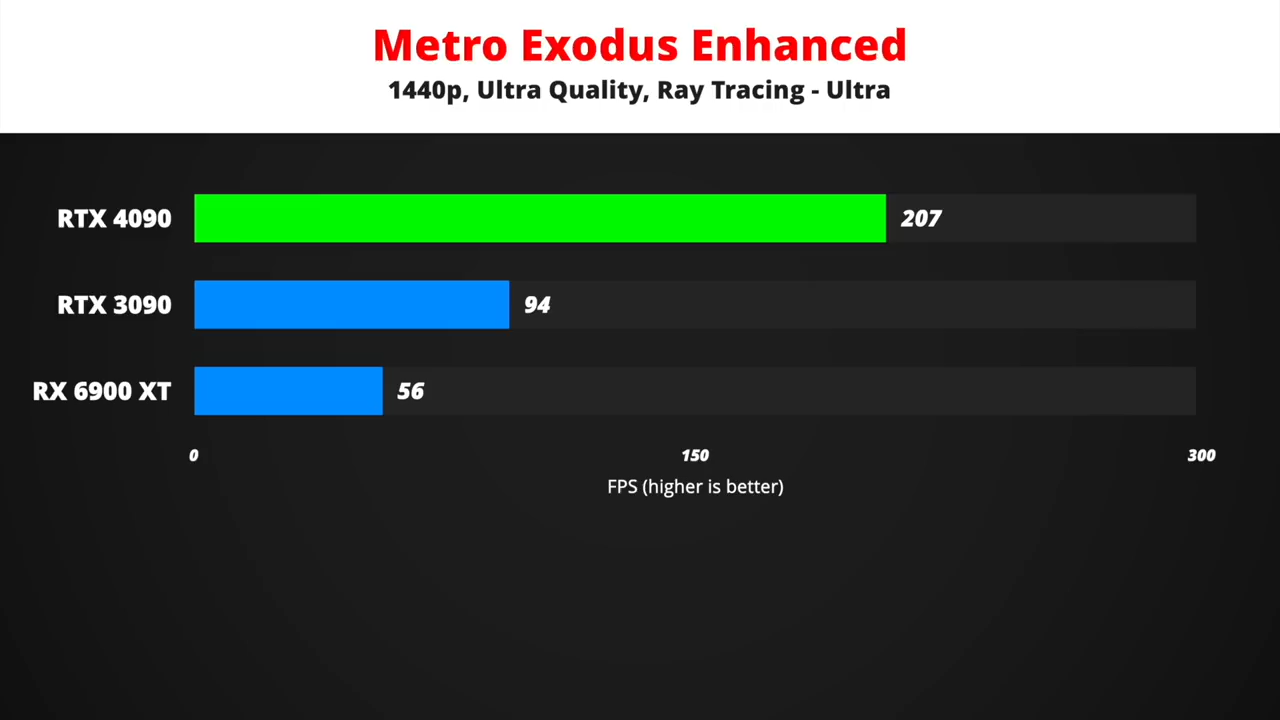 Metro Exodus Enhanced
1440p, Ultra Quality, Ray Tracing - Ultra
RTX 4090 207
RTX 3090 94
RX 6900 XT 56
0 150 300
FPS (higher is better)